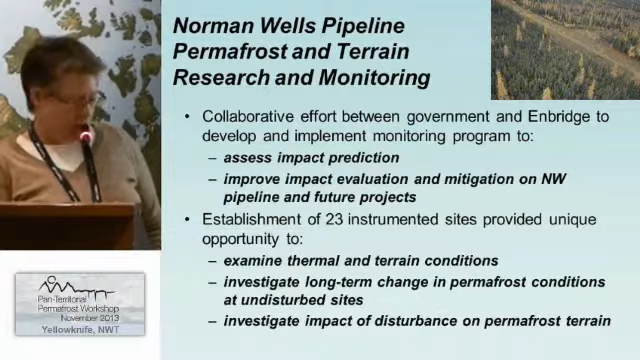 Norman Wells Pipeline
Permafrost and Terrain
Research and Monitoring
• Collaborative effort between government and Enbridge to
develop and implement monitoring program to:
– assess impact prediction
– improve impact evaluation and mitigation on NW
pipeline and future projects
• Establishment of 23 instrumented sites provided unique
opportunity to:
– examine thermal and terrain conditions
– investigate long-term change in permafrost conditions
at undisturbed sites
– investigate impact of disturbance on permafrost terrain
Pan-Territorial
Permafrost Workshop
November 2013
Yellowknife, NWT